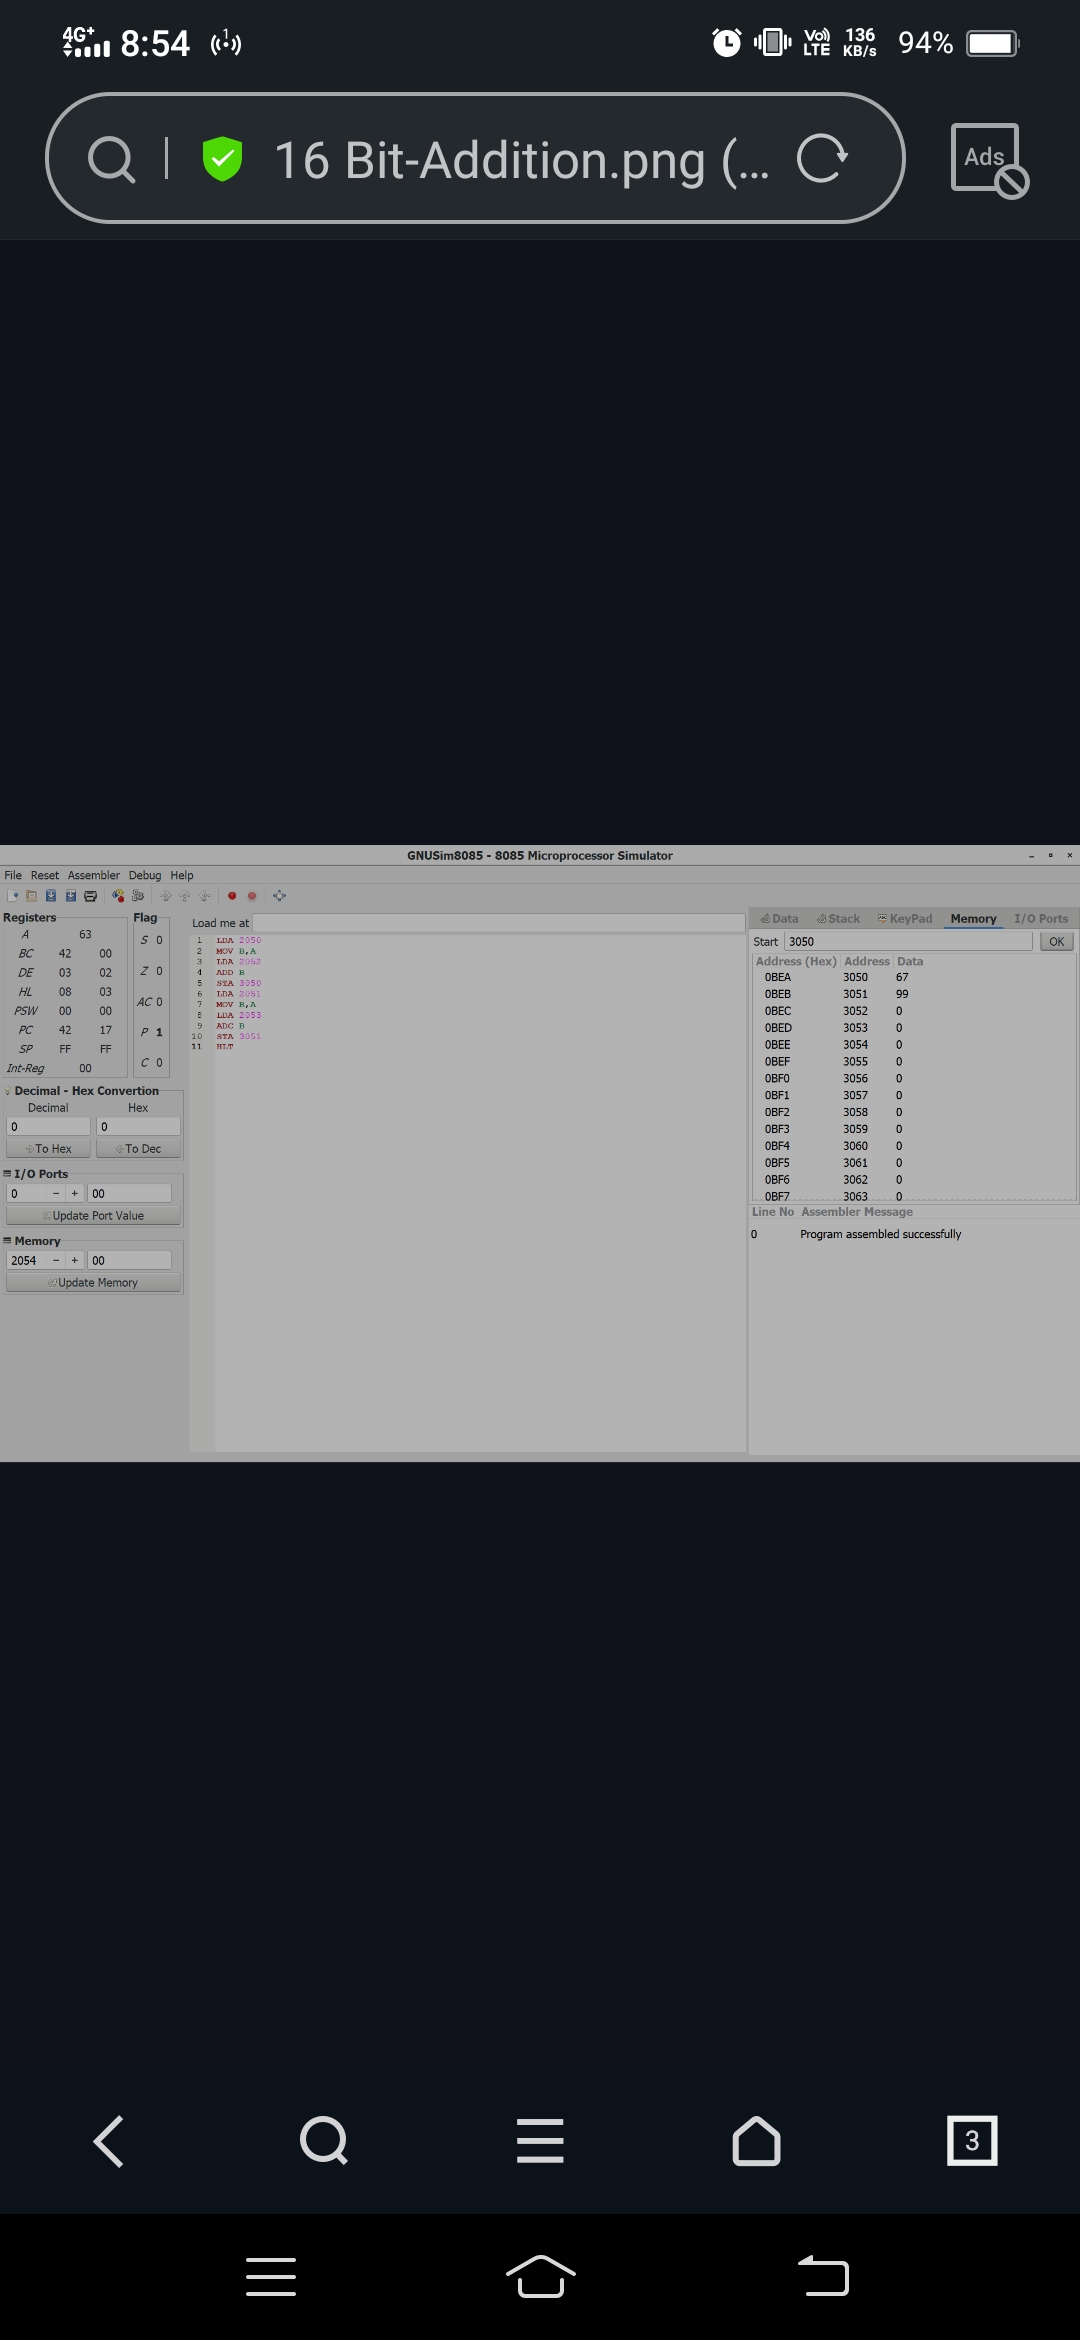 4G+ 8:54 1 Vo)) LTE 136 KB/s 94%
16 Bit-Addition.png (... Ads
GNUSim8085 - 8085 Microprocessor Simulator
File Reset Assembler Debug Help
Registers
A 63
BC 42 00
DE 03 02
HL 08 03
PSW 00 00
PC 42 17
SP FF FF
Int-Reg 00
Flag
S 0
Z 0
AC 0
P 1
C 0
Decimal - Hex Convertion
Decimal Hex
0 0
To Hex To Dec
I/O Ports
0 - + 00
Update Port Value
Memory
2054 - + 00
Update Memory
Load me at
1 LDA 2050
2 MOV B,A
3 LDA 2052
4 ADD B
5 STA 3050
6 LDA 2051
7 MOV B,A
8 LDA 2053
9 ADC B
10 STA 3051
11 HLT
Data Stack KeyPad Memory I/O Ports
Start 3050 OK
Address (Hex) Address Data
0BEA 3050 67
0BEB 3051 99
0BEC 3052 0
0BED 3053 0
0BEE 3054 0
0BEF 3055 0
0BF0 3056 0
0BF1 3057 0
0BF2 3058 0
0BF3 3059 0
0BF4 3060 0
0BF5 3061 0
0BF6 3062 0
0BF7 3063 0
Line No Assembler Message
0 Program assembled successfully
3